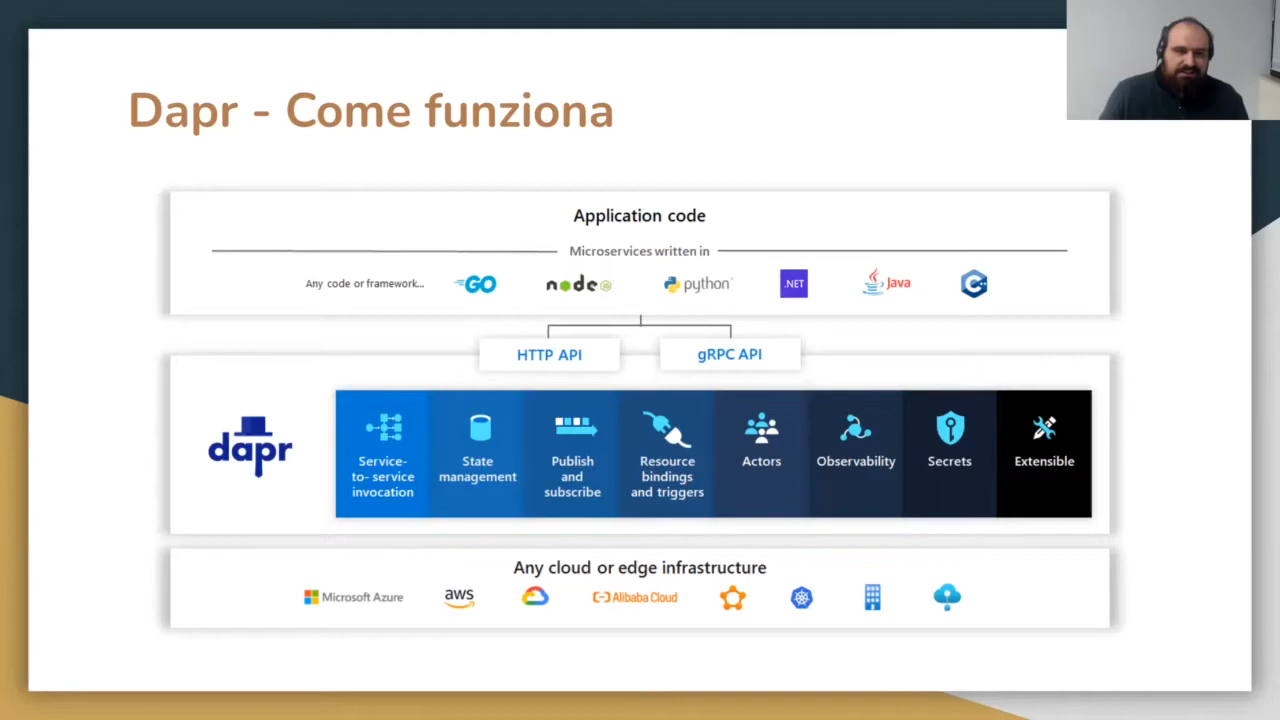 Dapr - Come funziona
Application code
Microservices written in
Any code or framework...
GO
node
JS
python
.NET
Java
C++
HTTP API
gRPC API
dapr
Service-
to- service
invocation
State
management
Publish
and
subscribe
Resource
bindings
and triggers
Actors
Observability
Secrets
Extensible
Any cloud or edge infrastructure
Microsoft Azure
aws
Alibaba Cloud